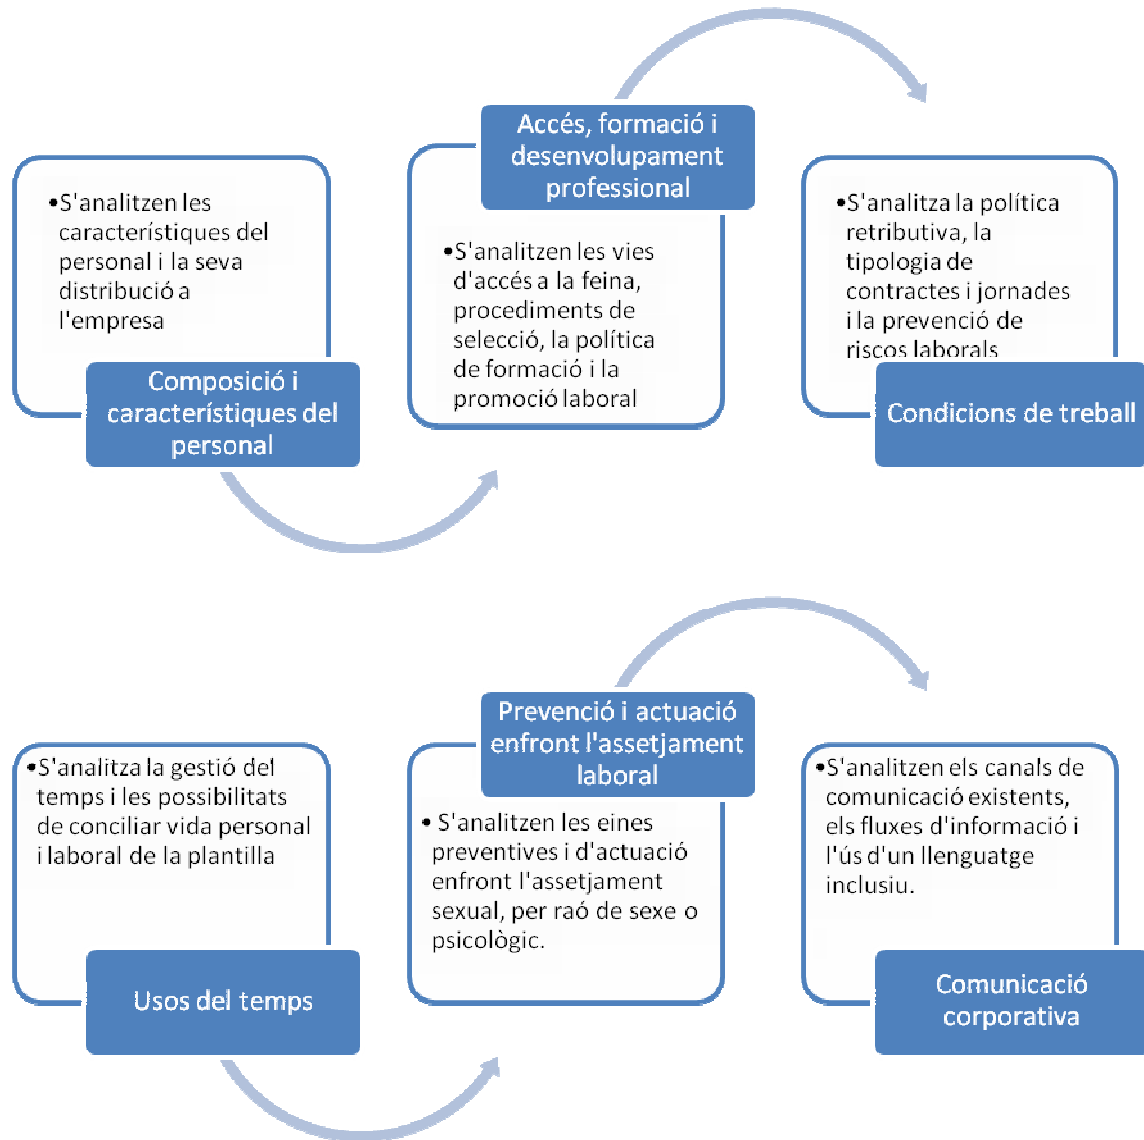 •S'analitzen les
característiques del
personal i la seva
distribució a
l'empresa
Composició i
característiques del
personal
Accés, formació i
desenvolupament
professional
•S'analitzen les vies
d'accés a la feina,
procediments de
selecció, la política
de formació i la
promoció laboral
•S'analitza la política
retributiva, la
tipologia de
contractes i jornades
i la prevenció de
riscos laborals
Condicions de treball
•S'analitza la gestió del
temps i les possibilitats
de conciliar vida personal
i laboral de la plantilla
Usos del temps
Prevenció i actuació
enfront l'assetjament
laboral
• S'analitzen les eines
preventives i d'actuació
enfront l'assetjament
sexual, per raó de sexe o
psicològic.
•S'analitzen els canals de
comunicació existents,
els fluxes d'informació i
l'ús d'un llenguatge
inclusiu.
Comunicació
corporativa